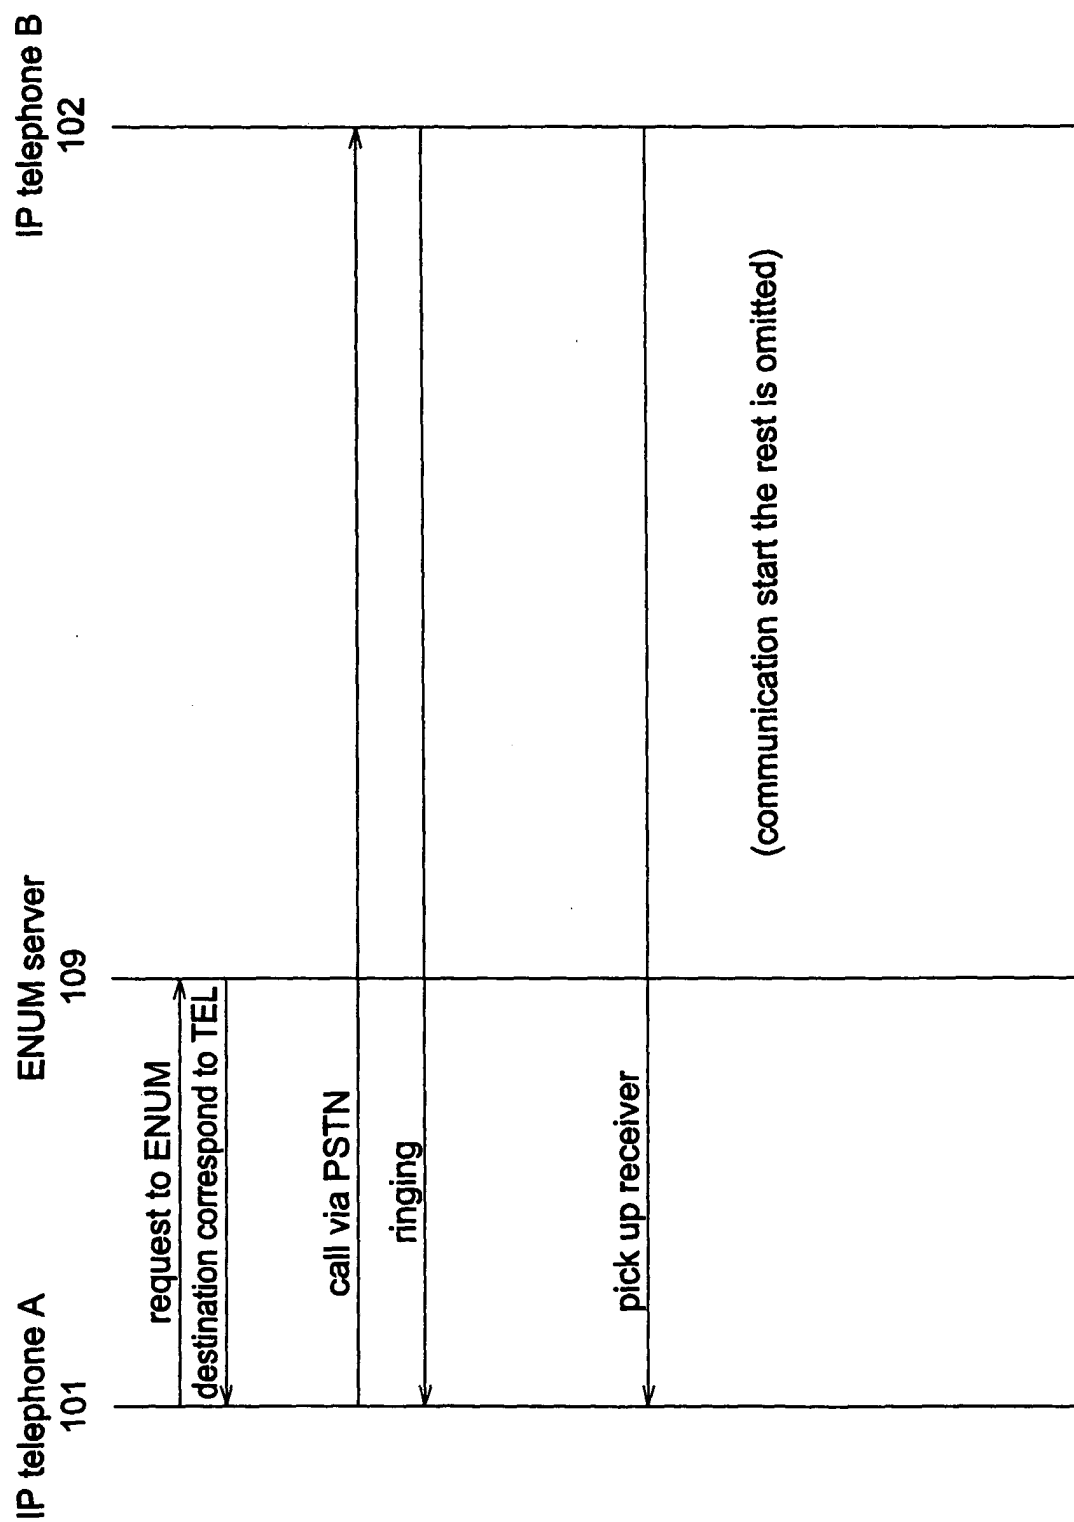 IP telephone A
101
ENUM server
109
IP telephone B
102
request to ENUM
destination correspond to TEL
call via PSTN
ringing
pick up receiver
(communication start the rest is omitted)